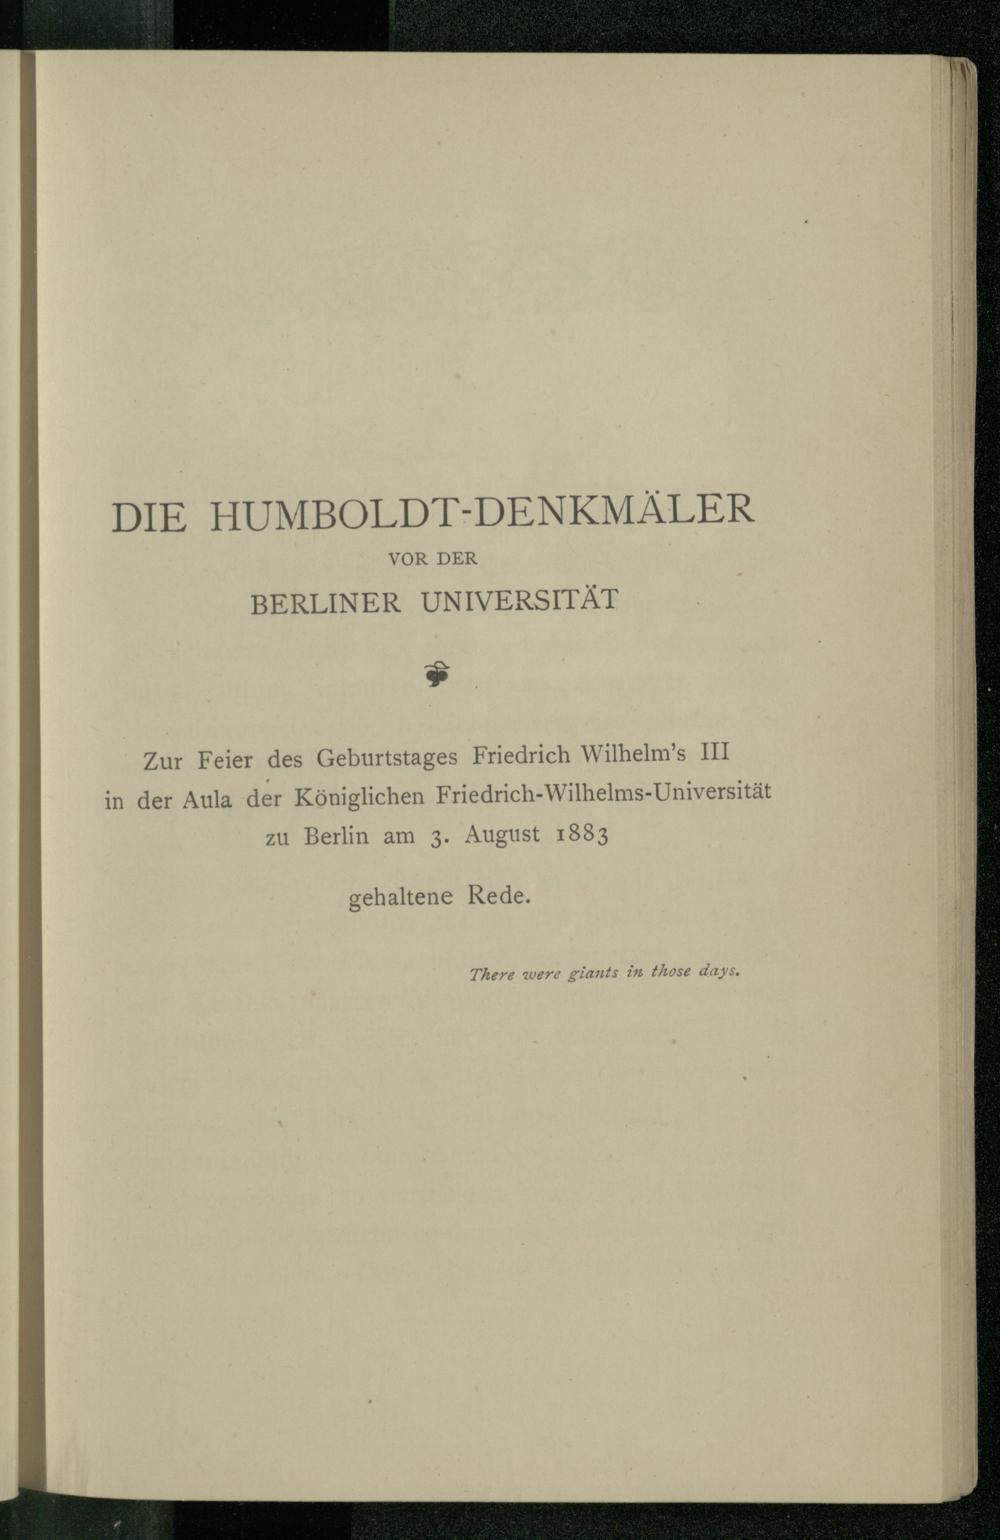 DIE HUMBOLDT-DENKMÄLER
VOR DER
BERLINER UNIVERSITÄT
Zur Feier des Geburtstages Friedrich Wilhelm's III
in der Aula der Königlichen Friedrich-Wilhelms-Universität
zu Berlin am 3. August 1883
gehaltene Rede.
There were giants in those days.